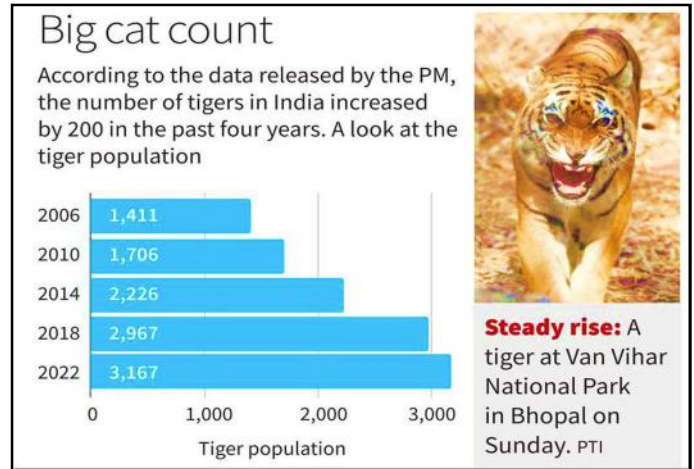 Big cat count
According to the data released by the PM,
the number of tigers in India increased
by 200 in the past four years. A look at the
tiger population
2006 1,411
2010 1,706
2014 2,226
2018 2,967
2022 3,167
0 1,000 2,000 3,000
Tiger population
Steady rise: A
tiger at Van Vihar
National Park
in Bhopal on
Sunday. PTI